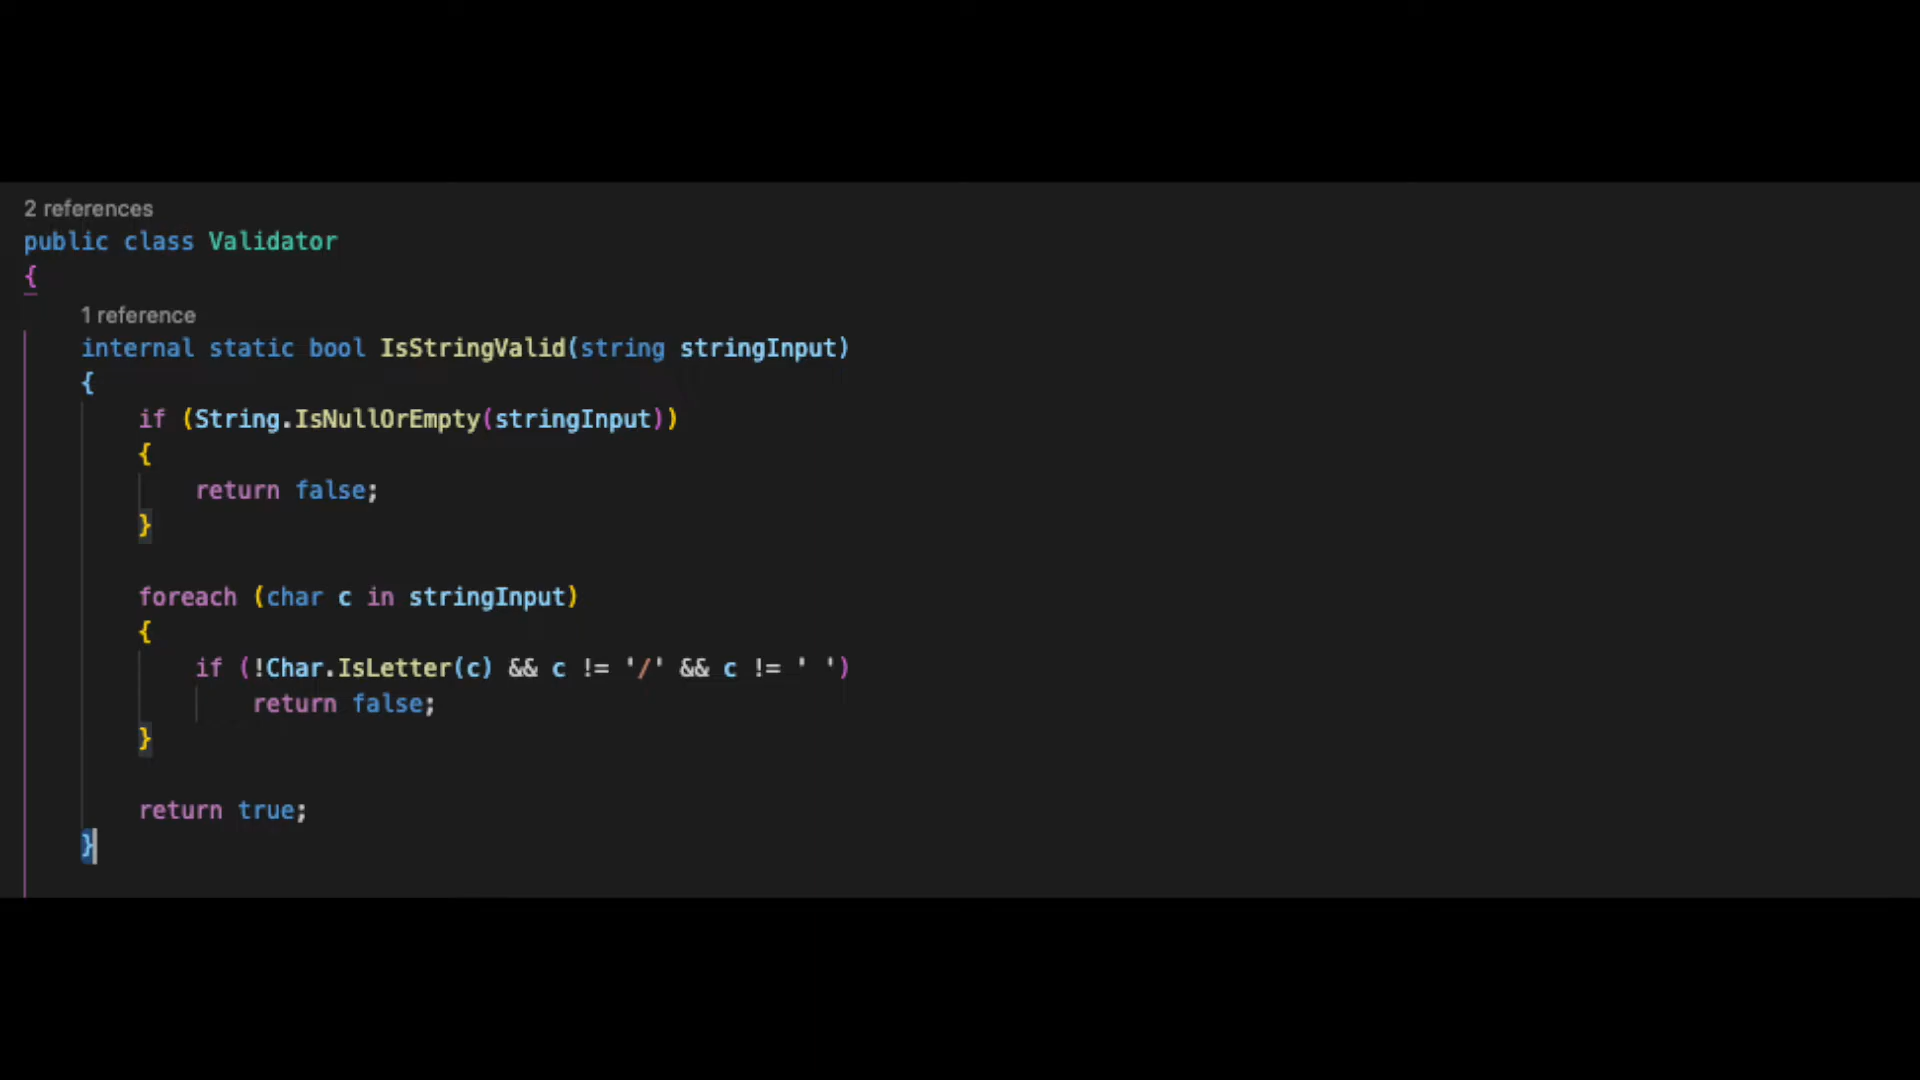 2 references
public class Validator
{
1 reference
internal static bool IsStringValid(string stringInput)
{
if (String.IsNullOrEmpty(stringInput))
{
return false;
}
foreach (char c in stringInput)
{
if (!Char.IsLetter(c) && c != '/' && c != ' ')
return false;
}
return true;
}